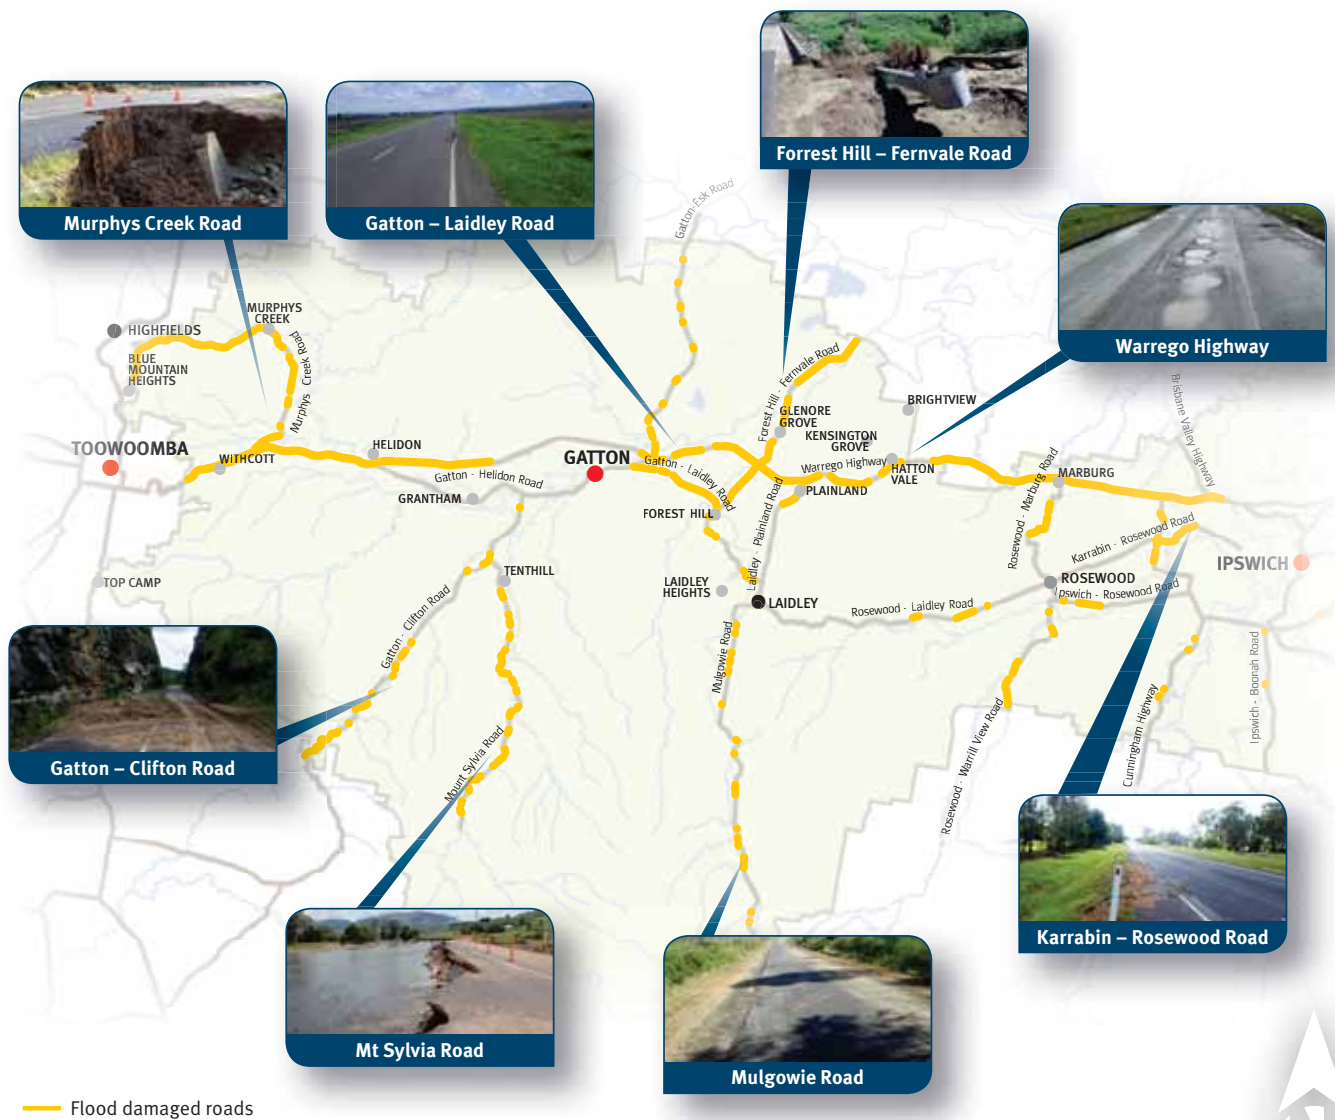 Forrest Hill – Fernvale Road
Murphys Creek Road
Gatton – Laidley Road
Warrego Highway
Gatton-Esk Road
MURPHYS
CREEK
HIGHFIELDS
BLUE
MOUNTAIN
HEIGHTS
Murphys Creek Road
Forest Hill - Fernvale Road
Brisbane Valley Highway
BRIGHTVIEW
GLENORE
GROVE
KENSINGTON
GROVE
TOOWOOMBA
WITHCOTT
HELIDON
GATTON
Gatton - Helidon Road
GRANTHAM
Gatton - Laidley Road
Warrego Highway
HATTON
VALE
PLAINLAND
MARBURG
Rosewood - Marburg Road
FOREST HILL
Laidley - Plainland Road
Karrabin - Rosewood Road
IPSWICH
TOP CAMP
TENTHILL
LAIDLEY
HEIGHTS
LAIDLEY
ROSEWOOD
Ipswich - Rosewood Road
Rosewood - Laidley Road
Gatton - Clifton Road
Mulgowie Road
Mount Sylvia Road
Rosewood - Warrill View Road
Cunningham Highway
Ipswich - Boonah Road
Gatton – Clifton Road
Karrabin – Rosewood Road
Mt Sylvia Road
Mulgowie Road
Flood damaged roads